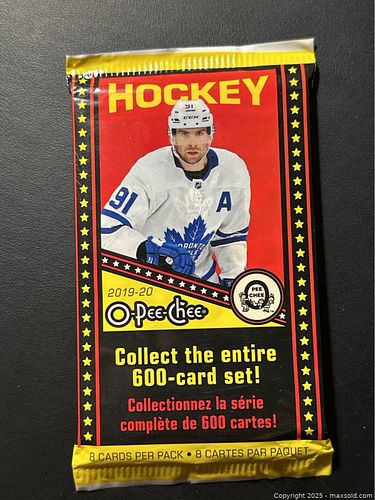 HOCKEY
91
CCM
91
A
TORONTO
2019-20
O-Pee-Chee
PEE
CHEE
Collect the entire
600-card set!
Collectionnez la série
complète de 600 cartes!
8 CARDS PER PACK • 8 CARTES PAR PAQUET
Copyright 2025 - maxsold.com